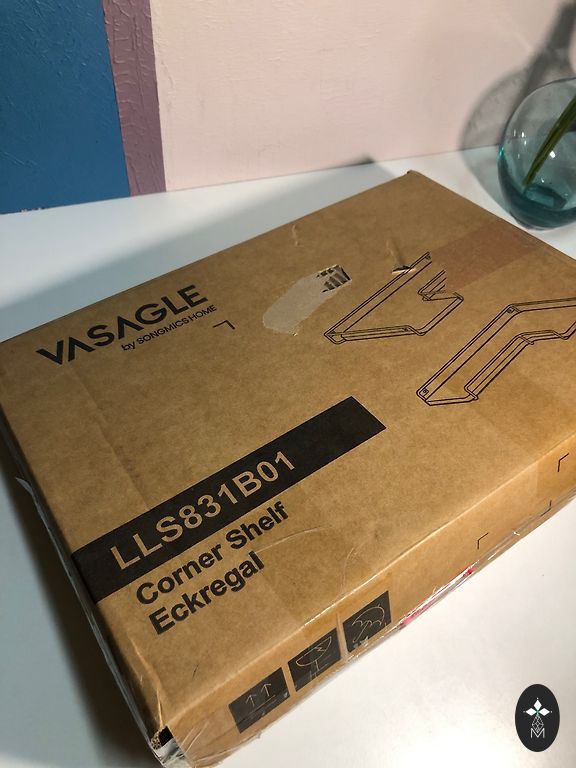 VASAGLE
by SONGMICS HOME
LLS831B01
Corner Shelf
Eckregal
M